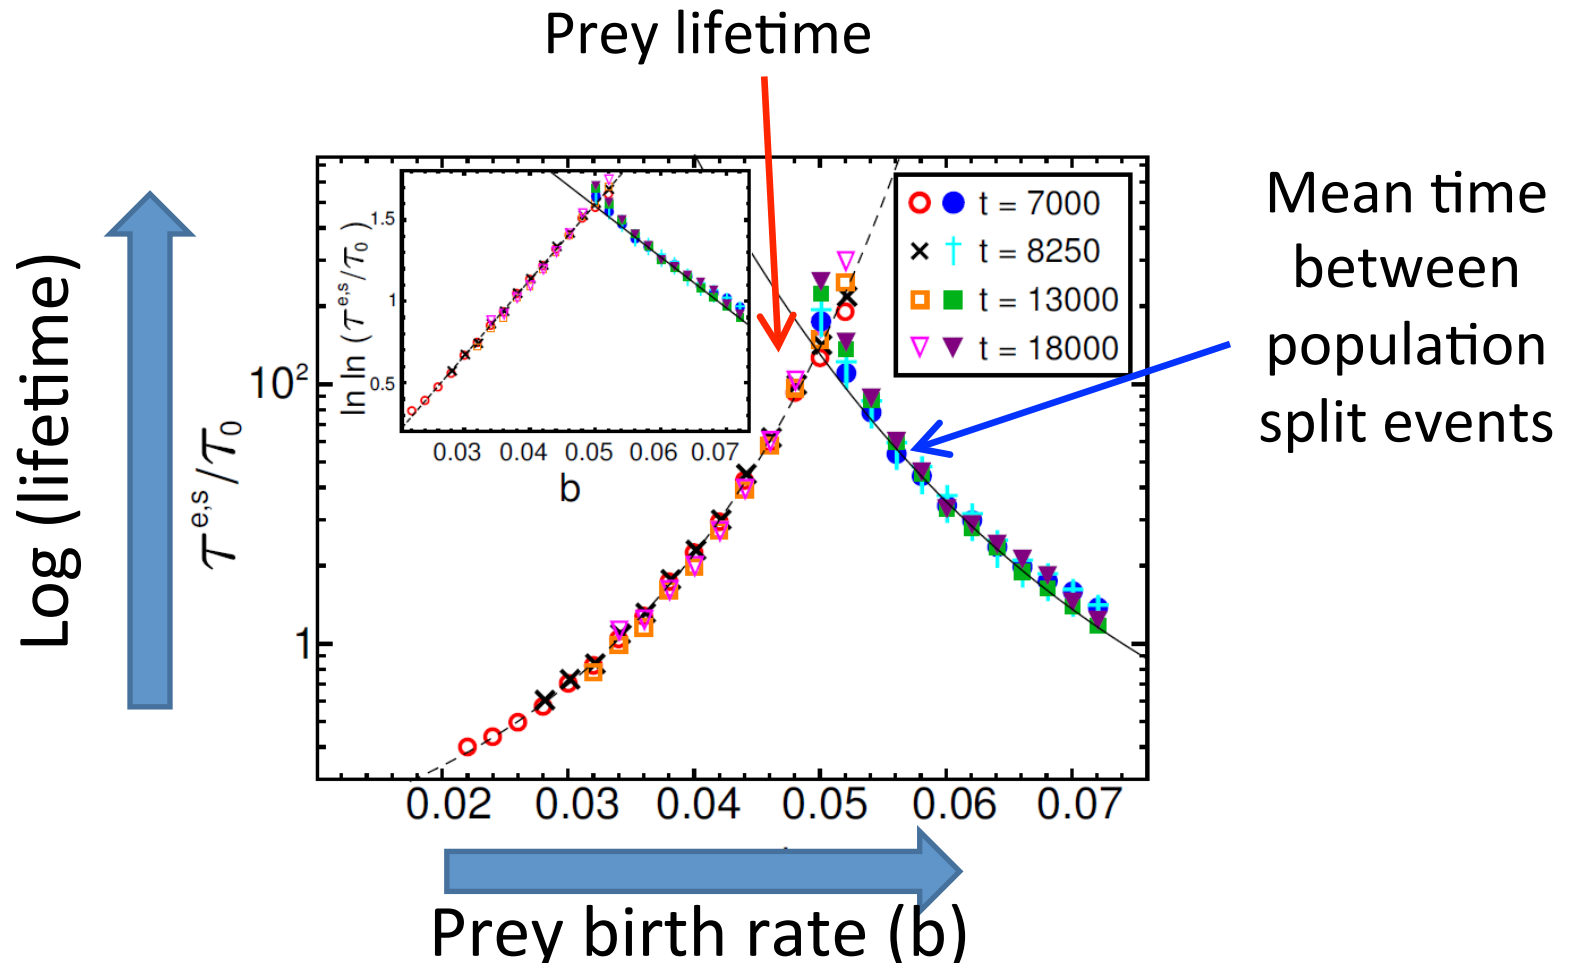 Prey lifetime
Log (lifetime)
τ e,s/τ0
10²
1
ln ln (τ e,s/τ0)
1.5
1
0.5
0.03 0.04 0.05 0.06 0.07
b
t = 7000
t = 8250
t = 13000
t = 18000
Mean time
between
population
split events
0.02 0.03 0.04 0.05 0.06 0.07
Prey birth rate (b)